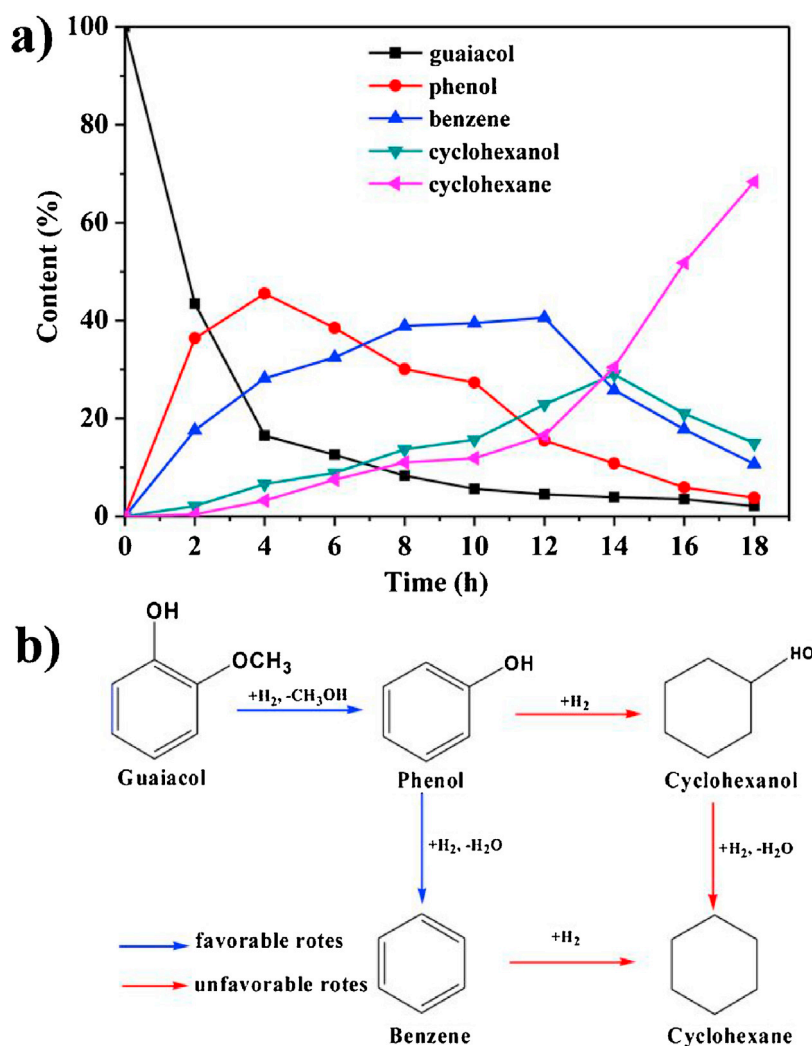 a)
100
80
60
40
20
0
Content (%)
guaiacol
phenol
benzene
cyclohexanol
cyclohexane
0 2 4 6 8 10 12 14 16 18
Time (h)
b)
OH
OCH3
+H2, -CH3OH
OH
+H2
HO
Guaiacol
Phenol
Cyclohexanol
+H2, -H2O
+H2, -H2O
favorable rotes
+H2
unfavorable rotes
Benzene
Cyclohexane